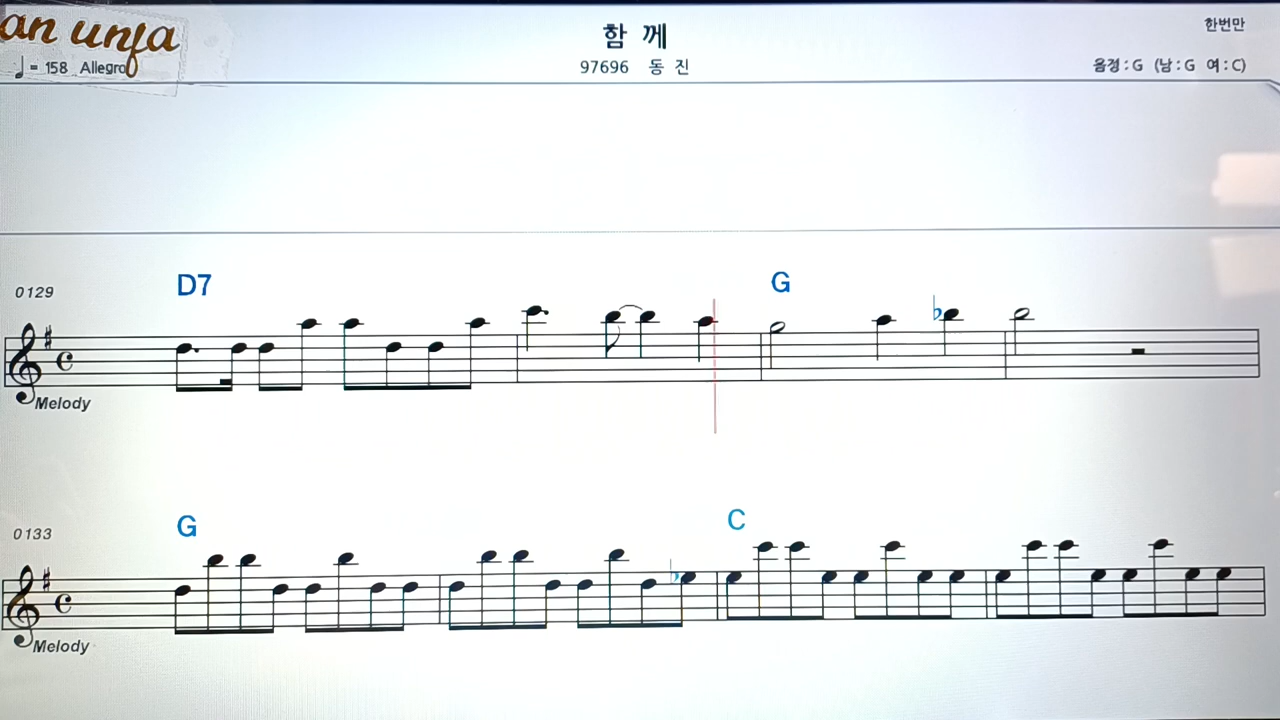 an unfa
함 께
한번만
♩= 158 Allegro
97696 동 진
음정 : G (남 : G 여 : C)
D7
G
0129
Melody
G
C
0133
Melody